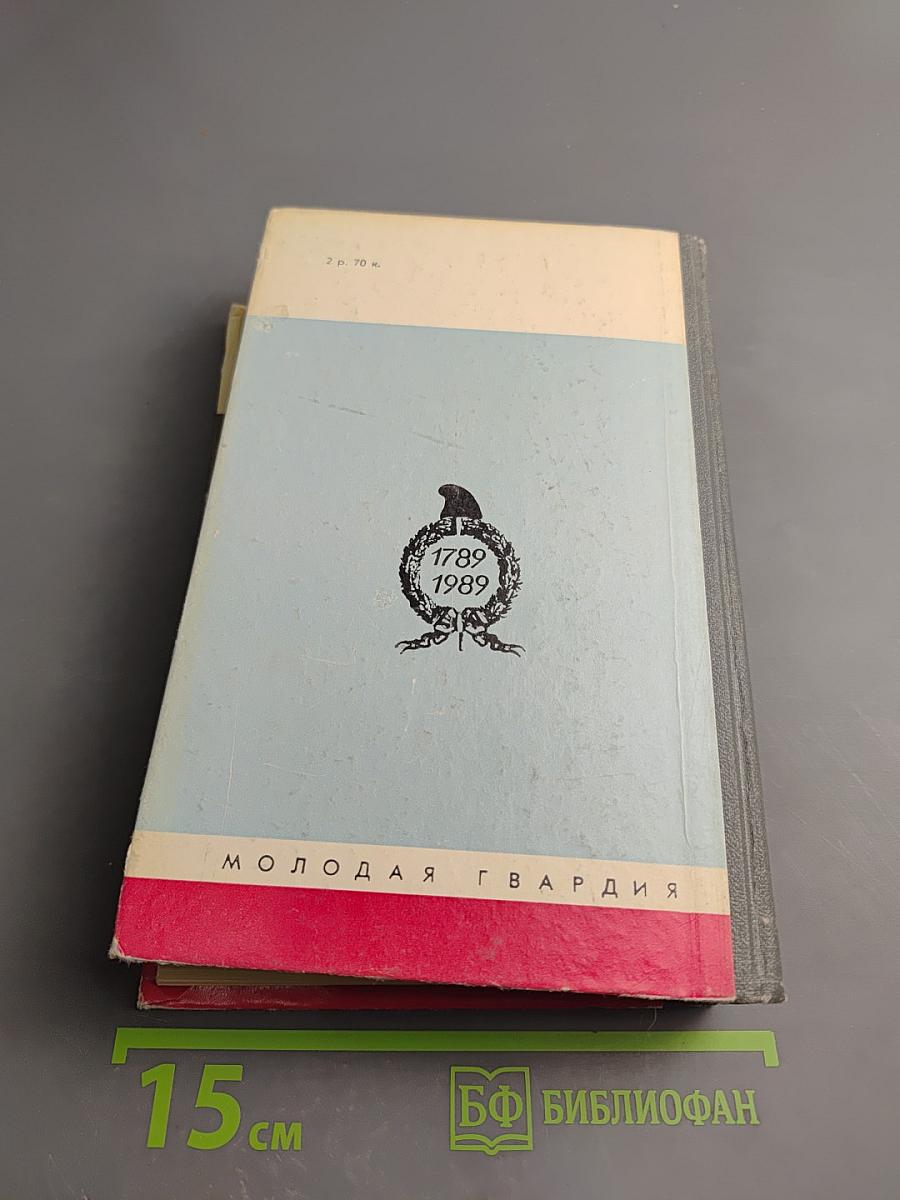 2 р. 70 к.
1789
1989
МОЛОДАЯ ГВАРДИЯ
15 см
БФ БИБЛИОФАН